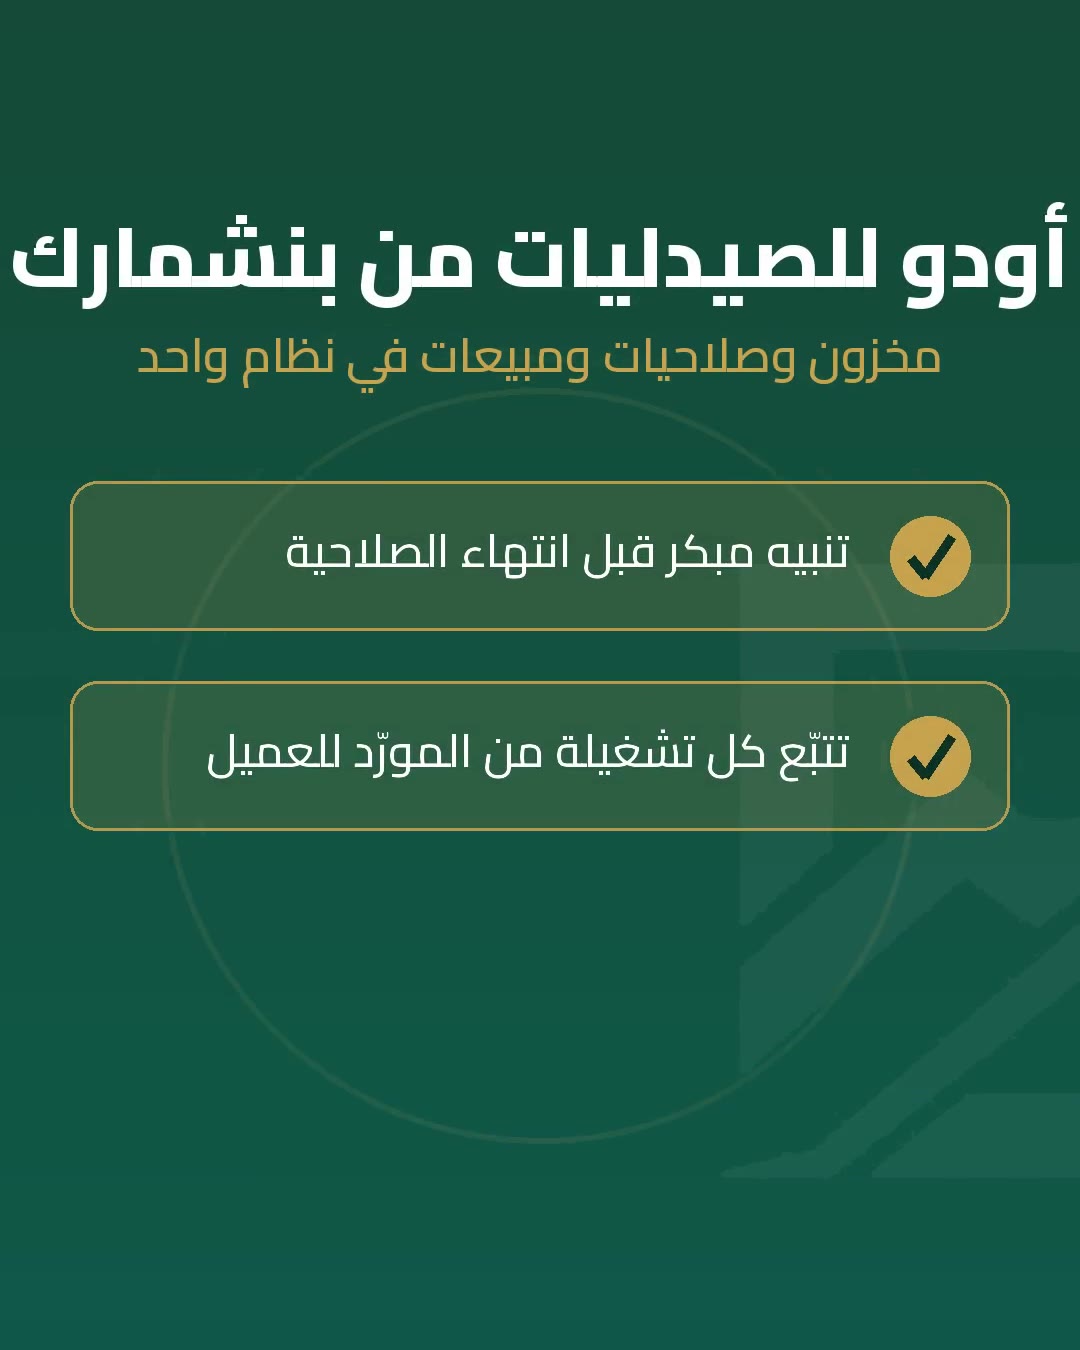 أودو للصيدليات من بنشمارك
مخزون وصلاحيات ومبيعات في نظام واحد
تنبيه مبكر قبل انتهاء الصلاحية
تتبّع كل تشغيلة من المورّد للعميل